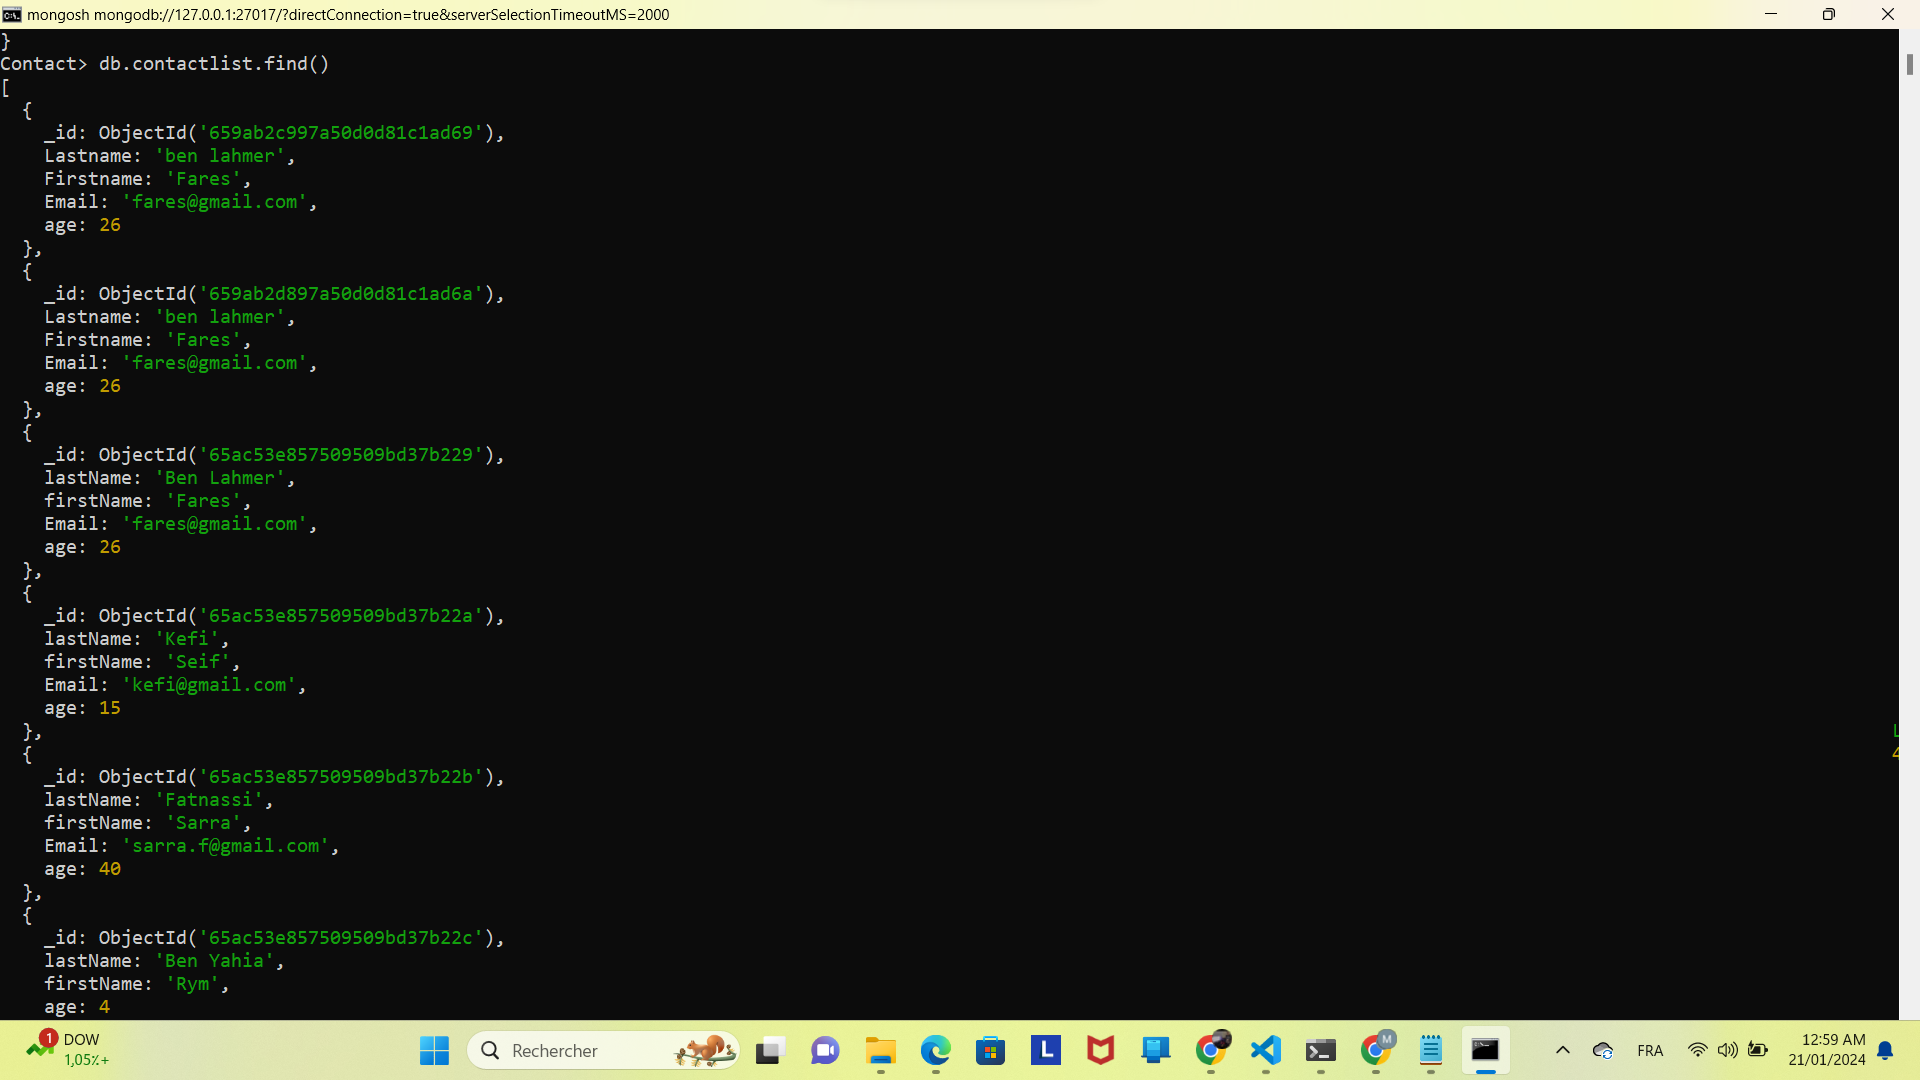 mongosh mongodb://127.0.0.1:27017/?directConnection=true&serverSelectionTimeoutMS=2000
}
Contact> db.contactlist.find()
[
  {
    _id: ObjectId('659ab2c997a50d0d81c1ad69'),
    Lastname: 'ben lahmer',
    Firstname: 'Fares',
    Email: 'fares@gmail.com',
    age: 26
  },
  {
    _id: ObjectId('659ab2d897a50d0d81c1ad6a'),
    Lastname: 'ben lahmer',
    Firstname: 'Fares',
    Email: 'fares@gmail.com',
    age: 26
  },
  {
    _id: ObjectId('65ac53e857509509bd37b229'),
    lastName: 'Ben Lahmer',
    firstName: 'Fares',
    Email: 'fares@gmail.com',
    age: 26
  },
  {
    _id: ObjectId('65ac53e857509509bd37b22a'),
    lastName: 'Kefi',
    firstName: 'Seif',
    Email: 'kefi@gmail.com',
    age: 15
  },
  {
    _id: ObjectId('65ac53e857509509bd37b22b'),
    lastName: 'Fatnassi',
    firstName: 'Sarra',
    Email: 'sarra.f@gmail.com',
    age: 40
  },
  {
    _id: ObjectId('65ac53e857509509bd37b22c'),
    lastName: 'Ben Yahia',
    firstName: 'Rym',
    age: 4
1
DOW
1,05%+
Rechercher
L
M
FRA
12:59 AM
21/01/2024